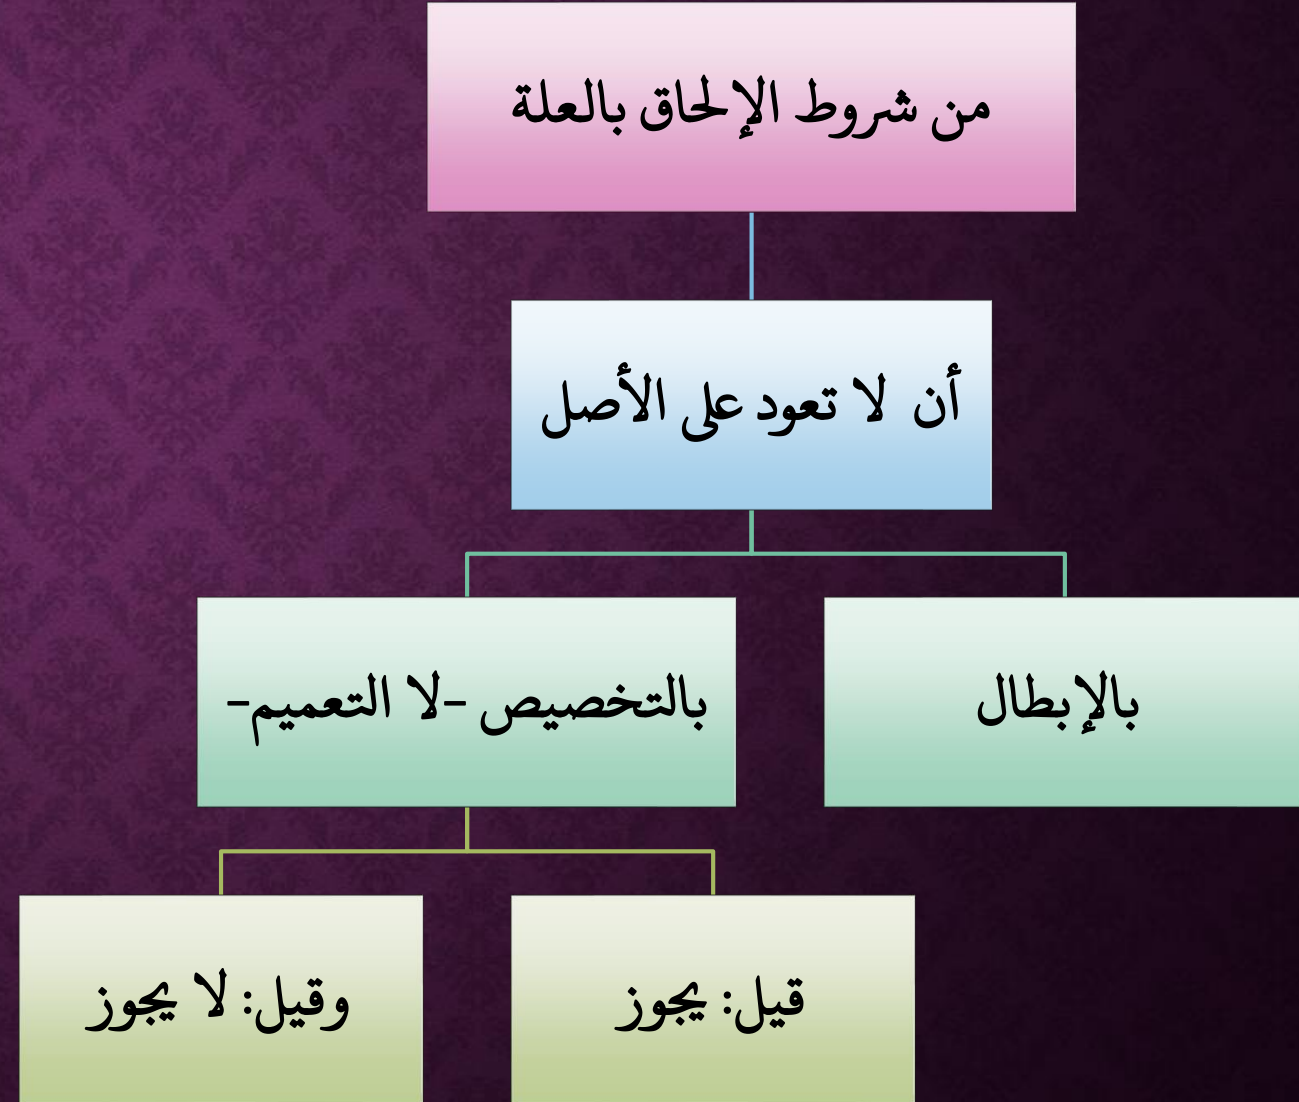 من شروط الإلحاق بالعلة
أن لا تعود على الأصل
بالإبطال
بالتخصيص -لا التعميم-
قيل: يجوز
وقيل: لا يجوز